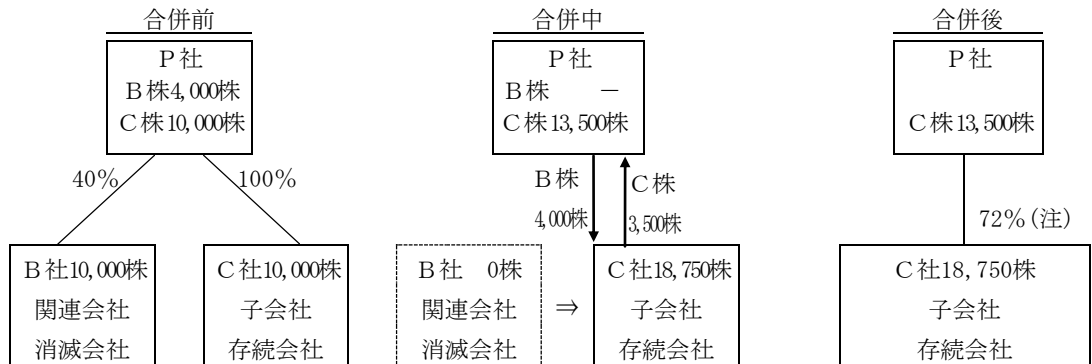 合併前
P社
B株4,000株
C株10,000株
40%
100%
B社10,000株
関連会社
消滅会社
C社10,000株
子会社
存続会社
合併中
P社
B株 －
C株13,500株
B株
4,000株
C株
3,500株
B社 0株
関連会社
消滅会社
⇒
C社18,750株
子会社
存続会社
合併後
P社
C株13,500株
72%(注)
C社18,750株
子会社
存続会社